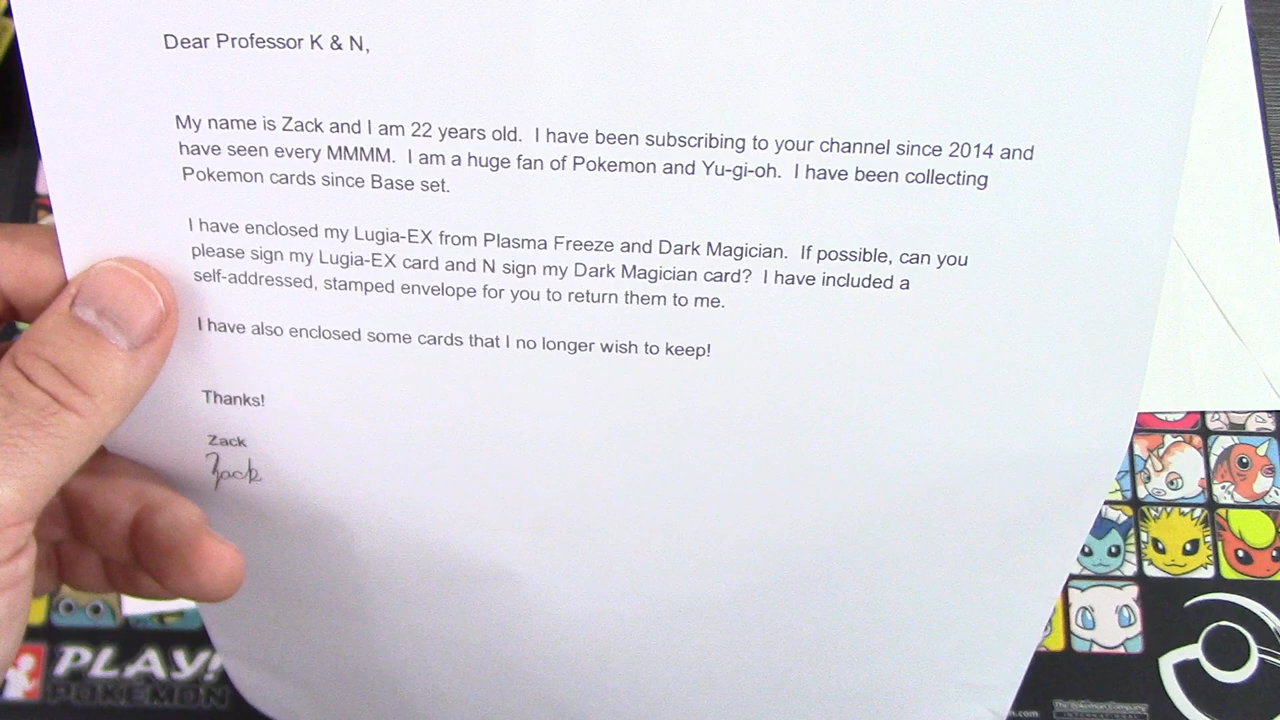 Dear Professor K & N,
My name is Zack and I am 22 years old.  I have been subscribing to your channel since 2014 and
have seen every MMMM.  I am a huge fan of Pokemon and Yu-gi-oh.  I have been collecting
Pokemon cards since Base set.
I have enclosed my Lugia-EX from Plasma Freeze and Dark Magician.  If possible, can you
please sign my Lugia-EX card and N sign my Dark Magician card?  I have included a
self-addressed, stamped envelope for you to return them to me.
I have also enclosed some cards that I no longer wish to keep!
Thanks!
Zack
Zack
PLAY!
POKÉMON
The Pokémon Company
INTERNATIONAL